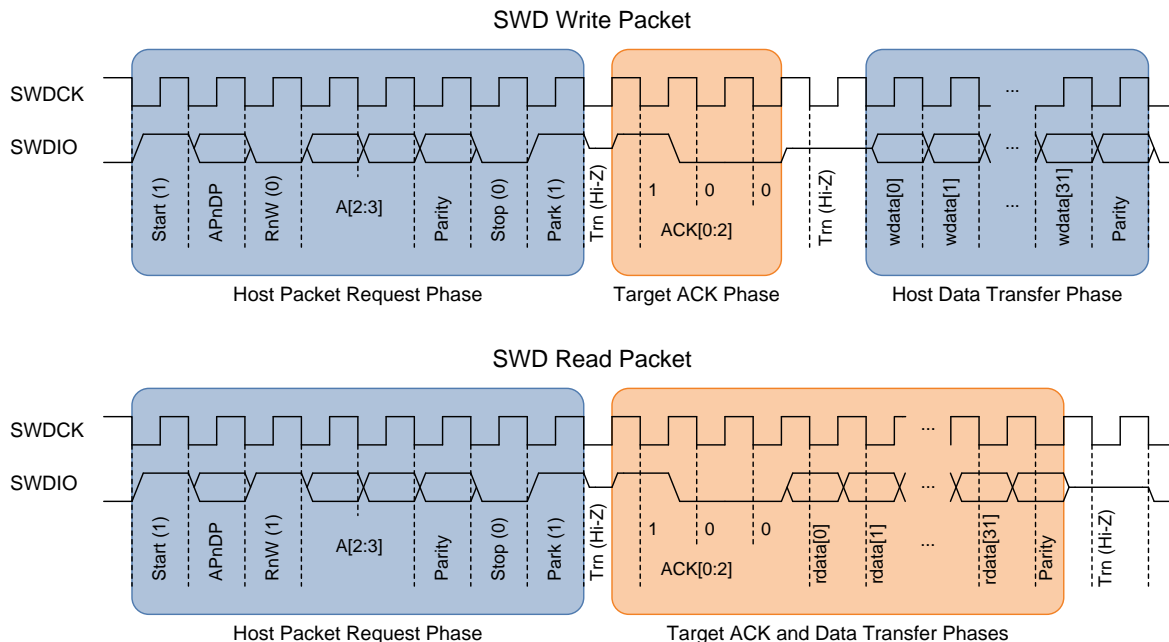 SWD Write Packet
SWDCK
...
SWDIO
...
Start (1)
APnDP
RnW (0)
A[2:3]
Parity
Stop (0)
Park (1)
Trn (Hi-Z)
1 0 0
ACK[0:2]
Trn (Hi-Z)
wdata[0]
wdata[1]
...
wdata[31]
Parity
Host Packet Request Phase Target ACK Phase Host Data Transfer Phase
SWD Read Packet
SWDCK
...
SWDIO
...
Start (1)
APnDP
RnW (1)
A[2:3]
Parity
Stop (0)
Park (1)
Trn (Hi-Z)
1 0 0
ACK[0:2]
rdata[0]
rdata[1]
...
rdata[31]
Parity
Trn (Hi-Z)
Host Packet Request Phase Target ACK and Data Transfer Phases